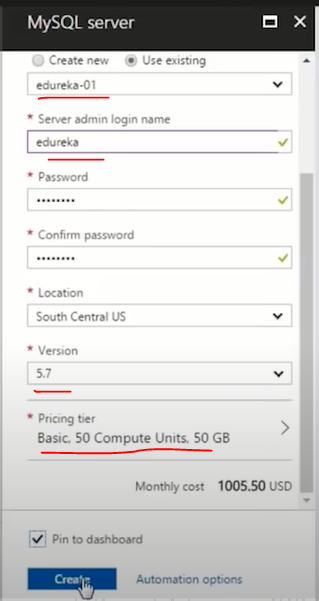 MySQL server
Create new Use existing
edureka-01
* Server admin login name
edureka
* Password
••••••••
* Confirm password
••••••••
* Location
South Central US
* Version
5.7
* Pricing tier
Basic, 50 Compute Units, 50 GB
Monthly cost 1005.50 USD
Pin to dashboard
Create Automation options